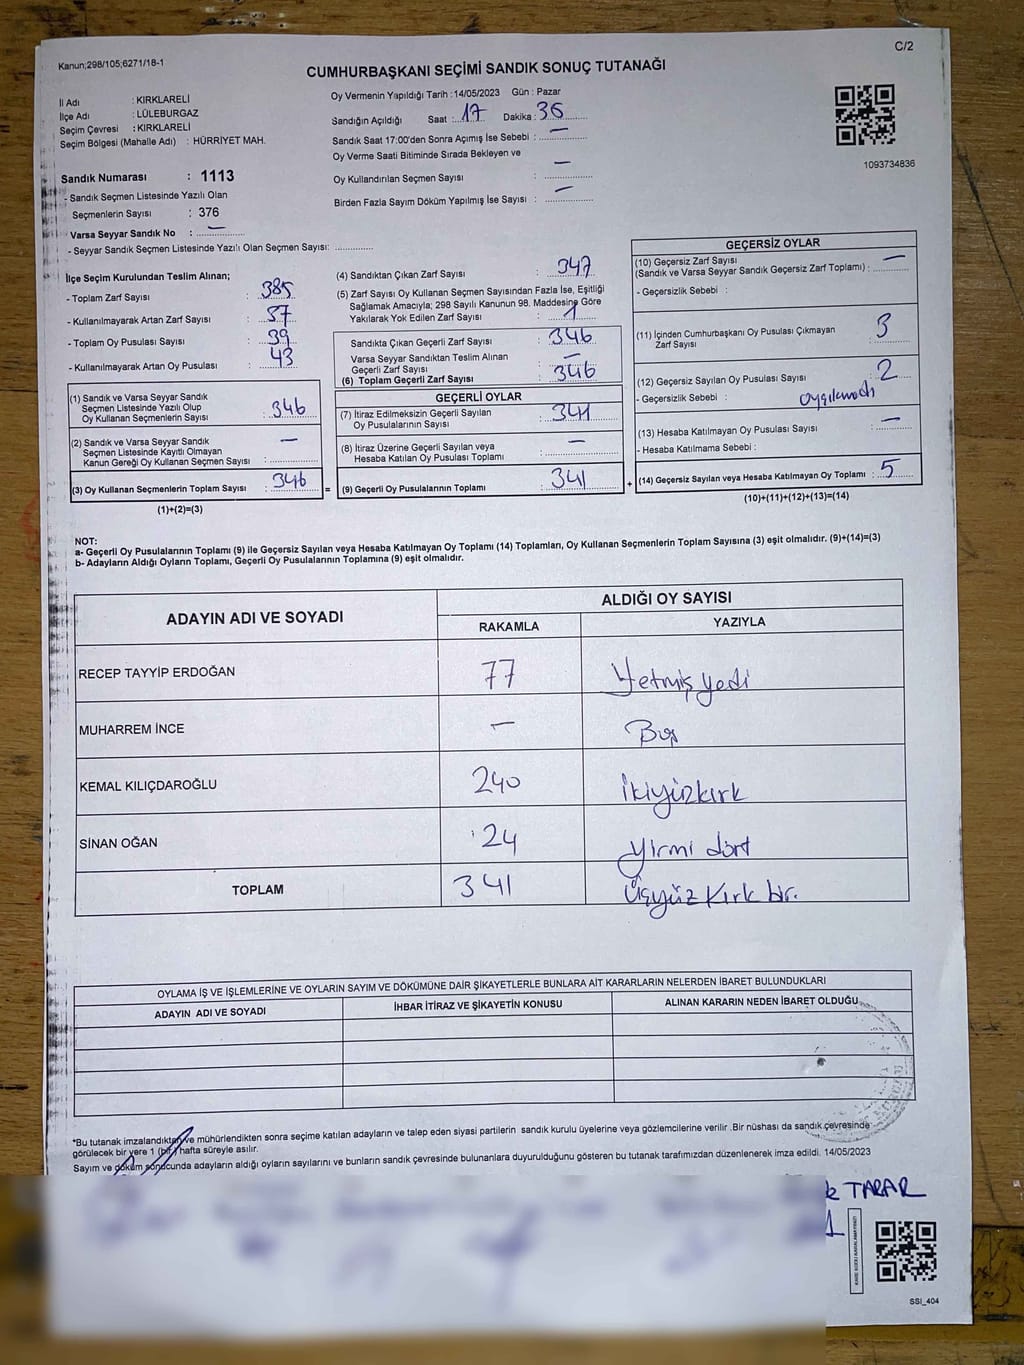 C/2
Kanun;298/105;6271/18-1
CUMHURBAŞKANI SEÇİMİ SANDIK SONUÇ TUTANAĞI
İl Adı : KIRKLARELİ
İlçe Adı : LÜLEBURGAZ
Seçim Çevresi : KIRKLARELİ
Seçim Bölgesi (Mahalle Adı) : HÜRRİYET MAH.
Sandık Numarası : 1113
- Sandık Seçmen Listesinde Yazılı Olan
Seçmenlerin Sayısı : 376
Varsa Seyyar Sandık No : —
- Seyyar Sandık Seçmen Listesinde Yazılı Olan Seçmen Sayısı: ............
Oy Vermenin Yapıldığı Tarih :14/05/2023 Gün : Pazar
Sandığın Açıldığı Saat : 17 Dakika : 36
Sandık Saat 17:00'den Sonra Açımış İse Sebebi : —
Oy Verme Saati Bitiminde Sırada Bekleyen ve
Oy Kullandırılan Seçmen Sayısı : —
Birden Fazla Sayım Döküm Yapılmış İse Sayısı : —
1093734836
İlçe Seçim Kurulundan Teslim Alınan;
- Toplam Zarf Sayısı : 385
- Kullanılmayarak Artan Zarf Sayısı : 37
- Toplam Oy Pusulası Sayısı : 39
- Kullanılmayarak Artan Oy Pusulası : 43
(1) Sandık ve Varsa Seyyar Sandık
Seçmen Listesinde Yazılı Olup
Oy Kullanan Seçmenlerin Sayısı : 346
(2) Sandık ve Varsa Seyyar Sandık
Seçmen Listesinde Kayıtlı Olmayan
Kanun Gereği Oy Kullanan Seçmen Sayısı : —
(3) Oy Kullanan Seçmenlerin Toplam Sayısı : 346
(1)+(2)=(3)
(4) Sandıktan Çıkan Zarf Sayısı : 347
(5) Zarf Sayısı Oy Kullanan Seçmen Sayısından Fazla İse, Eşitliği
Sağlamak Amacıyla; 298 Sayılı Kanunun 98. Maddesine Göre
Yakılarak Yok Edilen Zarf Sayısı : 1
Sandıkta Çıkan Geçerli Zarf Sayısı : 346
Varsa Seyyar Sandıktan Teslim Alınan
Geçerli Zarf Sayısı : —
(6) Toplam Geçerli Zarf Sayısı : 346
GEÇERLİ OYLAR
(7) İtiraz Edilmeksizin Geçerli Sayılan
Oy Pusulalarının Sayısı : 341
(8) İtiraz Üzerine Geçerli Sayılan veya
Hesaba Katılan Oy Pusulası Toplamı : —
= (9) Geçerli Oy Pusulalarının Toplamı : 341
GEÇERSİZ OYLAR
(10) Geçersiz Zarf Sayısı
(Sandık ve Varsa Seyyar Sandık Geçersiz Zarf Toplamı) : —
- Geçersizlik Sebebi :
(11) İçinden Cumhurbaşkanı Oy Pusulası Çıkmayan
Zarf Sayısı : 3
(12) Geçersiz Sayılan Oy Pusulası Sayısı : 2
- Geçersizlik Sebebi :
(13) Hesaba Katılmayan Oy Pusulası Sayısı : —
- Hesaba Katılmama Sebebi :
+ (14) Geçersiz Sayılan veya Hesaba Katılmayan Oy Toplamı : 5
(10)+(11)+(12)+(13)=(14)
NOT:
a- Geçerli Oy Pusulalarının Toplamı (9) ile Geçersiz Sayılan veya Hesaba Katılmayan Oy Toplamı (14) Toplamları, Oy Kullanan Seçmenlerin Toplam Sayısına (3) eşit olmalıdır. (9)+(14)=(3)
b- Adayların Aldığı Oyların Toplamı, Geçerli Oy Pusulalarının Toplamına (9) eşit olmalıdır.
ADAYIN ADI VE SOYADI
ALDIĞI OY SAYISI
RAKAMLA YAZIYLA
RECEP TAYYİP ERDOĞAN 77 Yetmiş yedi
MUHARREM İNCE — Boş
KEMAL KILIÇDAROĞLU 240 İkiyüzkırk
SİNAN OĞAN 24 yirmi dört
TOPLAM 341 Üçyüz kırk bir.
OYLAMA İŞ VE İŞLEMLERİNE VE OYLARIN SAYIM VE DÖKÜMÜNE DAİR ŞİKAYETLERLE BUNLARA AİT KARARLARIN NELERDEN İBARET BULUNDUKLARI
ADAYIN ADI VE SOYADI İHBAR İTİRAZ VE ŞİKAYETİN KONUSU ALINAN KARARIN NEDEN İBARET OLDUĞU
*Bu tutanak imzalandıktan ve mühürlendikten sonra seçime katılan adayların ve talep eden siyasi partilerin sandık kurulu üyelerine veya gözlemcilerine verilir .Bir nüshası da sandık çevresinde
görülecek bir yere 1 (bir) hafta süreyle asılır.
Sayım ve döküm sonucunda adayların aldığı oyların sayılarını ve bunların sandık çevresinde bulunanlara duyurulduğunu gösteren bu tutanak tarafımızdan düzenlenerek imza edildi. 14/05/2023
TARAR
SSI_404